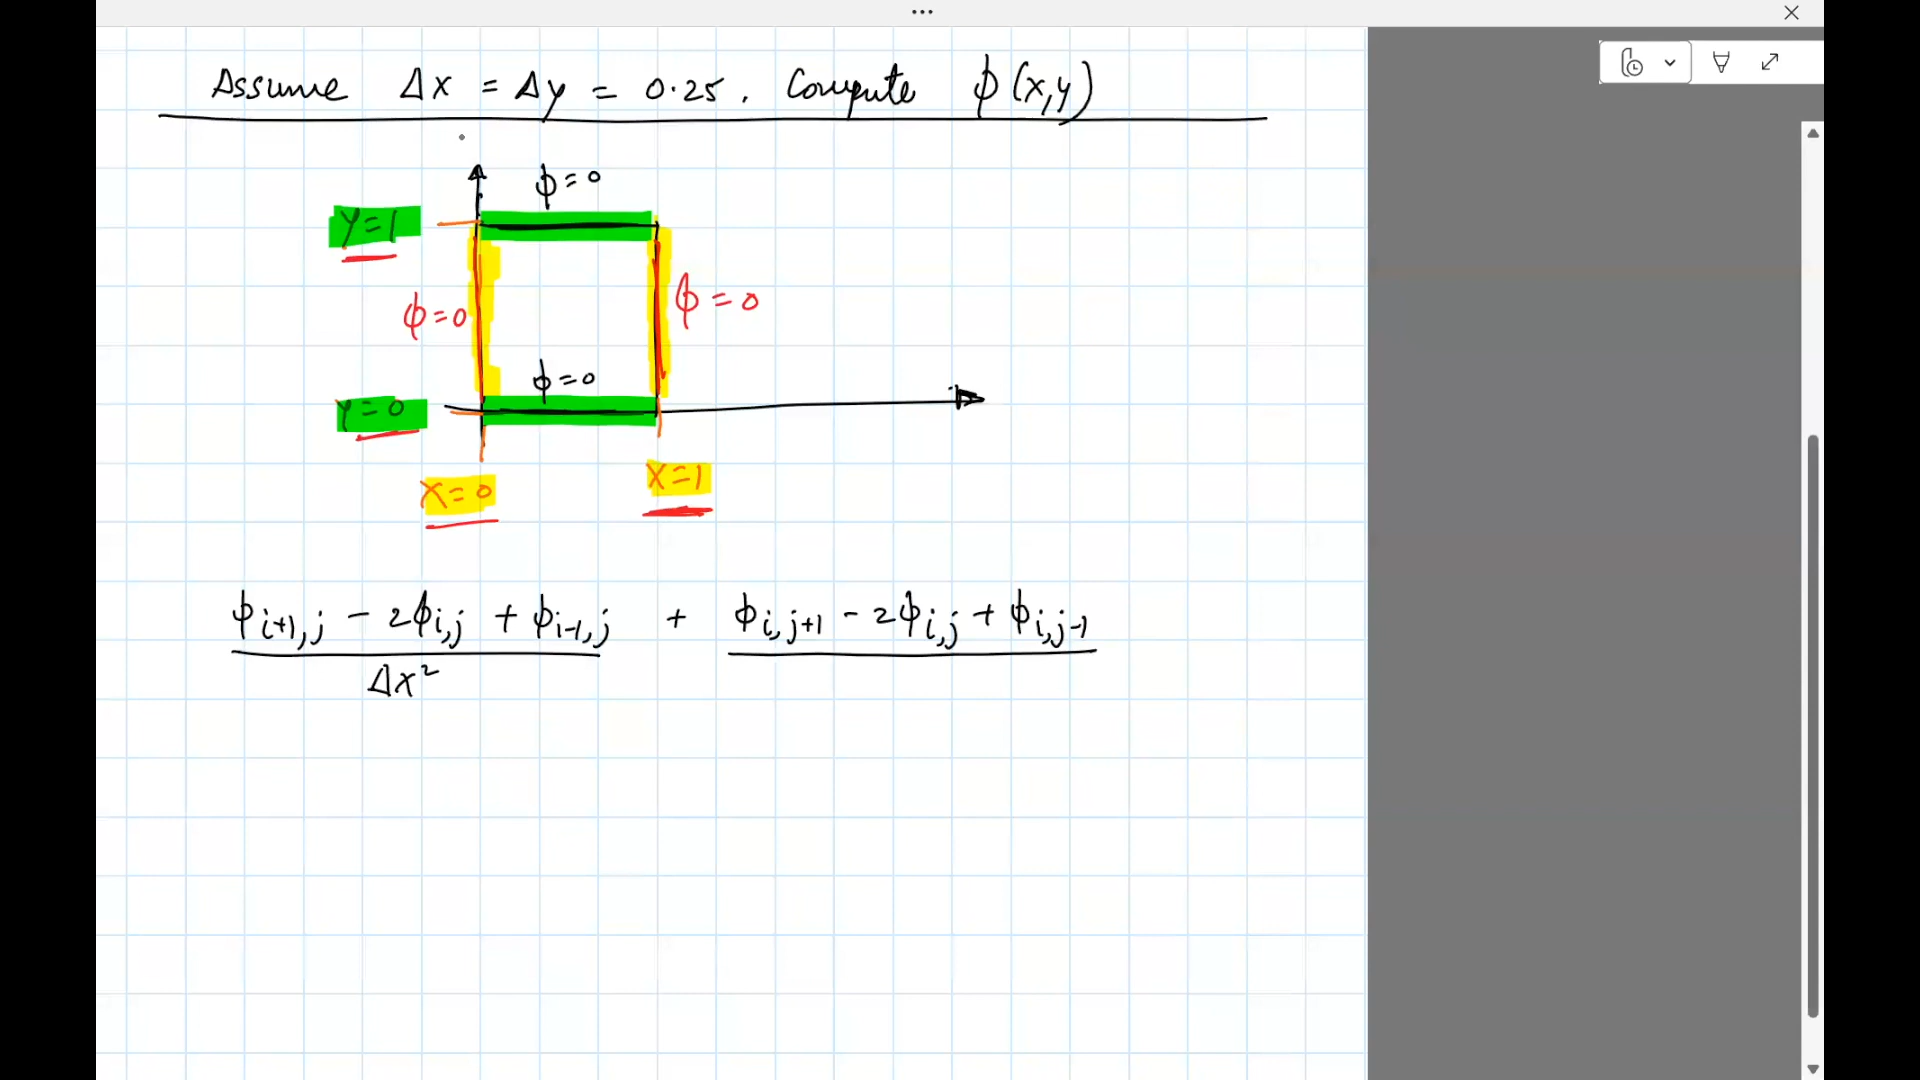 Assume Δx = Δy = 0.25. Compute ϕ(x,y)
ϕ=0
y=1
ϕ=0
ϕ=0
ϕ=0
y=0
x=0
x=1
ϕi+1,j - 2ϕi,j + ϕi-1,j + ϕi,j+1 - 2ϕi,j + ϕi,j-1
Δx²